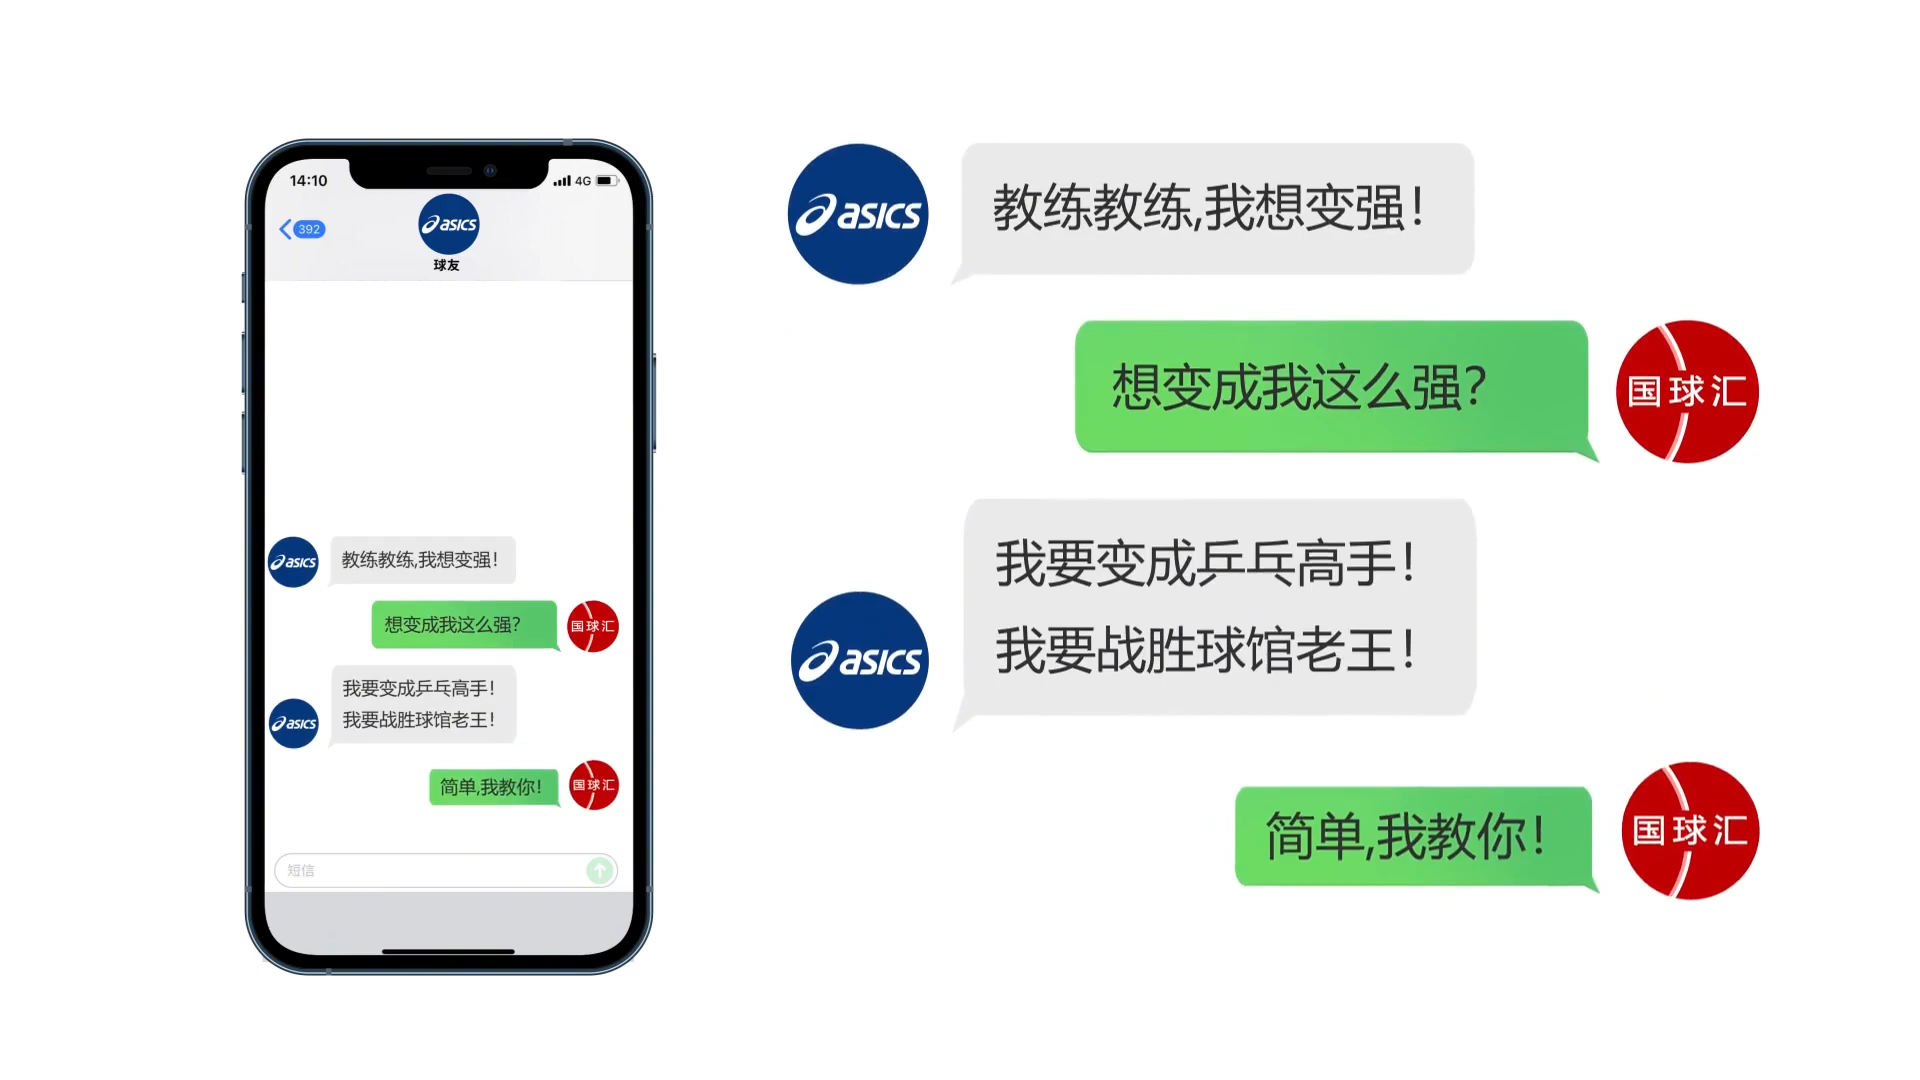 14:10
4G
392
asics
球友
asics
教练教练,我想变强！
想变成我这么强？
国球汇
我要变成乒乓高手！
我要战胜球馆老王！
asics
简单,我教你！
国球汇
短信
asics
教练教练,我想变强！
想变成我这么强？
国球汇
我要变成乒乓高手！
我要战胜球馆老王！
asics
简单,我教你！
国球汇